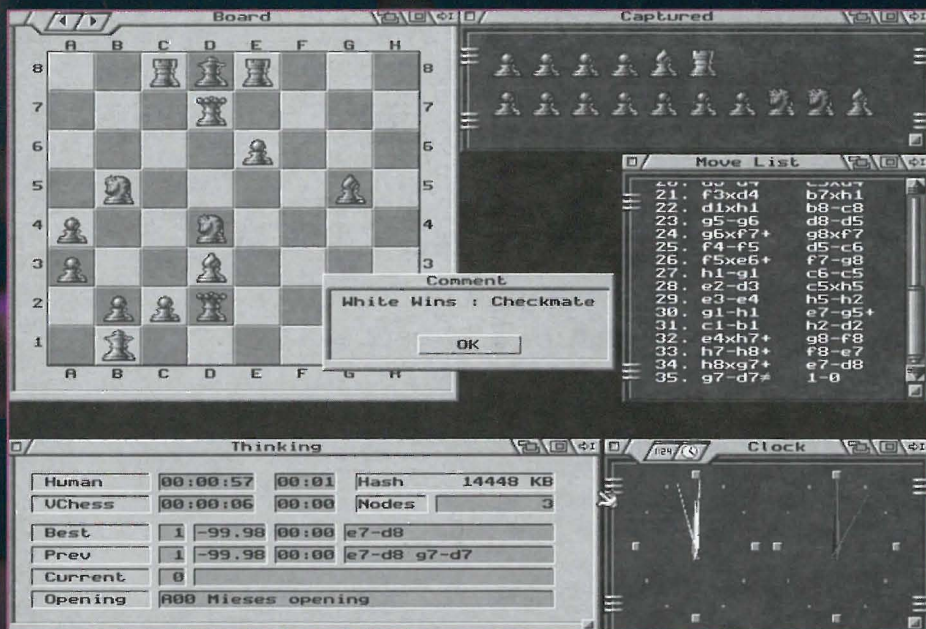 Board
A B C D E F G H
8 8
7 7
6 6
5 5
4 4
3 3
2
1
A B C D E F G H
Captured
Move List
21. f3xd4 b7xh1
22. d1xh1 b8-c8
23. g5-g6 d8-d5
24. g6xf7+ g8xf7
25. f4-f5 d5-c6
26. f5xe6+ f7-g8
27. h1-g1 c6-c5
28. e2-d3 c5xh5
29. e3-e4 h5-h2
30. g1-h1 e7-g5+
31. c1-b1 h2-d2
32. e4xh7+ g8-f8
33. h7-h8+ f8-e7
34. h8xg7+ e7-d8
35. g7-d7≠ 1-0
Comment
White Wins : Checkmate
OK
Thinking
Human 00:00:57 00:01 Hash 14448 KB
VChess 00:00:06 00:00 Nodes 3
Best 1 -99.98 00:00 e7-d8
Prev 1 -99.98 00:00 e7-d8 g7-d7
Current 0
Opening A00 Mieses opening
Clock